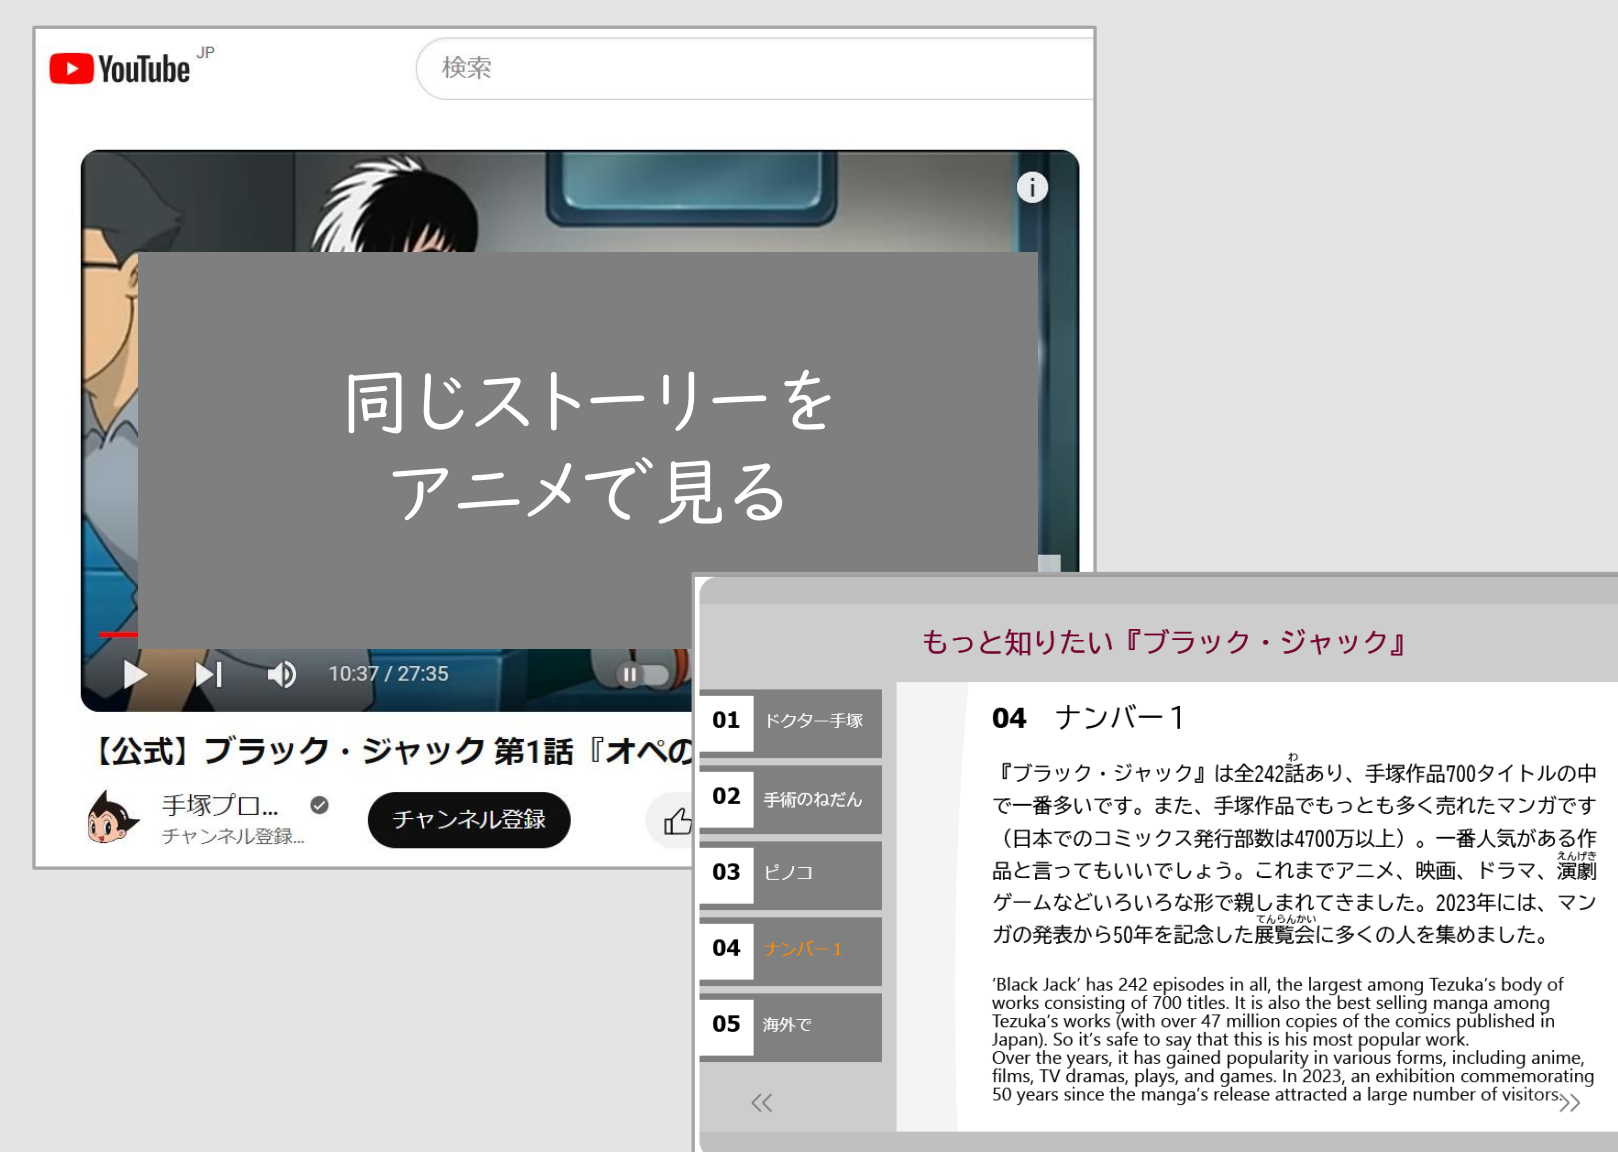 YouTube JP
検索
同じストーリーを
アニメで見る
10:37 / 27:35
【公式】ブラック・ジャック 第1話『オペの
手塚プロ...
チャンネル登録...
チャンネル登録
もっと知りたい『ブラック・ジャック』
01 ドクター手塚
02 手術のねだん
03 ピノコ
04 ナンバー1
05 海外で
04 ナンバー1
わ
『ブラック・ジャック』は全242話あり、手塚作品700タイトルの中
で一番多いです。また、手塚作品でもっとも多く売れたマンガです
（日本でのコミックス発行部数は4700万以上）。一番人気がある作
えんげき
品と言ってもいいでしょう。これまでアニメ、映画、ドラマ、演劇
ゲームなどいろいろな形で親しまれてきました。2023年には、マン
てんらんかい
ガの発表から50年を記念した展覧会に多くの人を集めました。
‘Black Jack’ has 242 episodes in all, the largest among Tezuka’s body of
works consisting of 700 titles. It is also the best selling manga among
Tezuka’s works (with over 47 million copies of the comics published in
Japan). So it’s safe to say that this is his most popular work.
Over the years, it has gained popularity in various forms, including anime,
films, TV dramas, plays, and games. In 2023, an exhibition commemorating
50 years since the manga’s release attracted a large number of visitors.